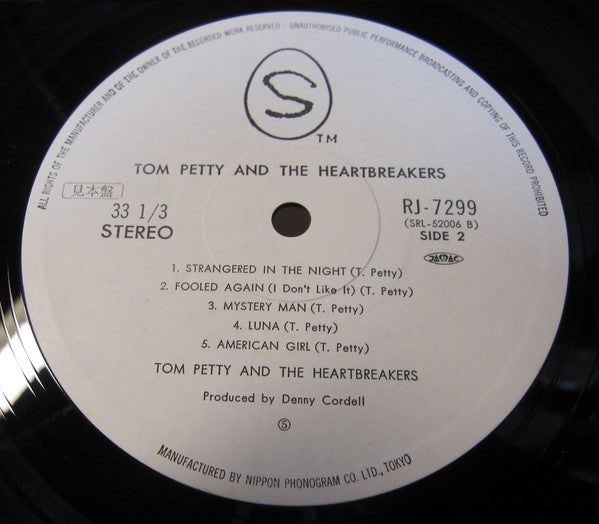 ALL RIGHTS OF THE MANUFACTURER AND OF THE OWNER OF THE RECORDED WORK RESERVED · UNAUTHORISED PUBLIC PERFORMANCE BROADCASTING AND COPYING OF THIS RECORD PROHIBITED
S
TM
TOM PETTY AND THE HEARTBREAKERS
見本盤
33 1/3
STEREO
RJ-7299
(SRL-52006 B)
SIDE 2
JASRAC
1. STRANGERED IN THE NIGHT (T. Petty)
2. FOOLED AGAIN (I Don't Like It) (T. Petty)
3. MYSTERY MAN (T. Petty)
4. LUNA (T. Petty)
5. AMERICAN GIRL (T. Petty)
TOM PETTY AND THE HEARTBREAKERS
Produced by Denny Cordell
⑤
MANUFACTURED BY NIPPON PHONOGRAM CO. LTD., TOKYO